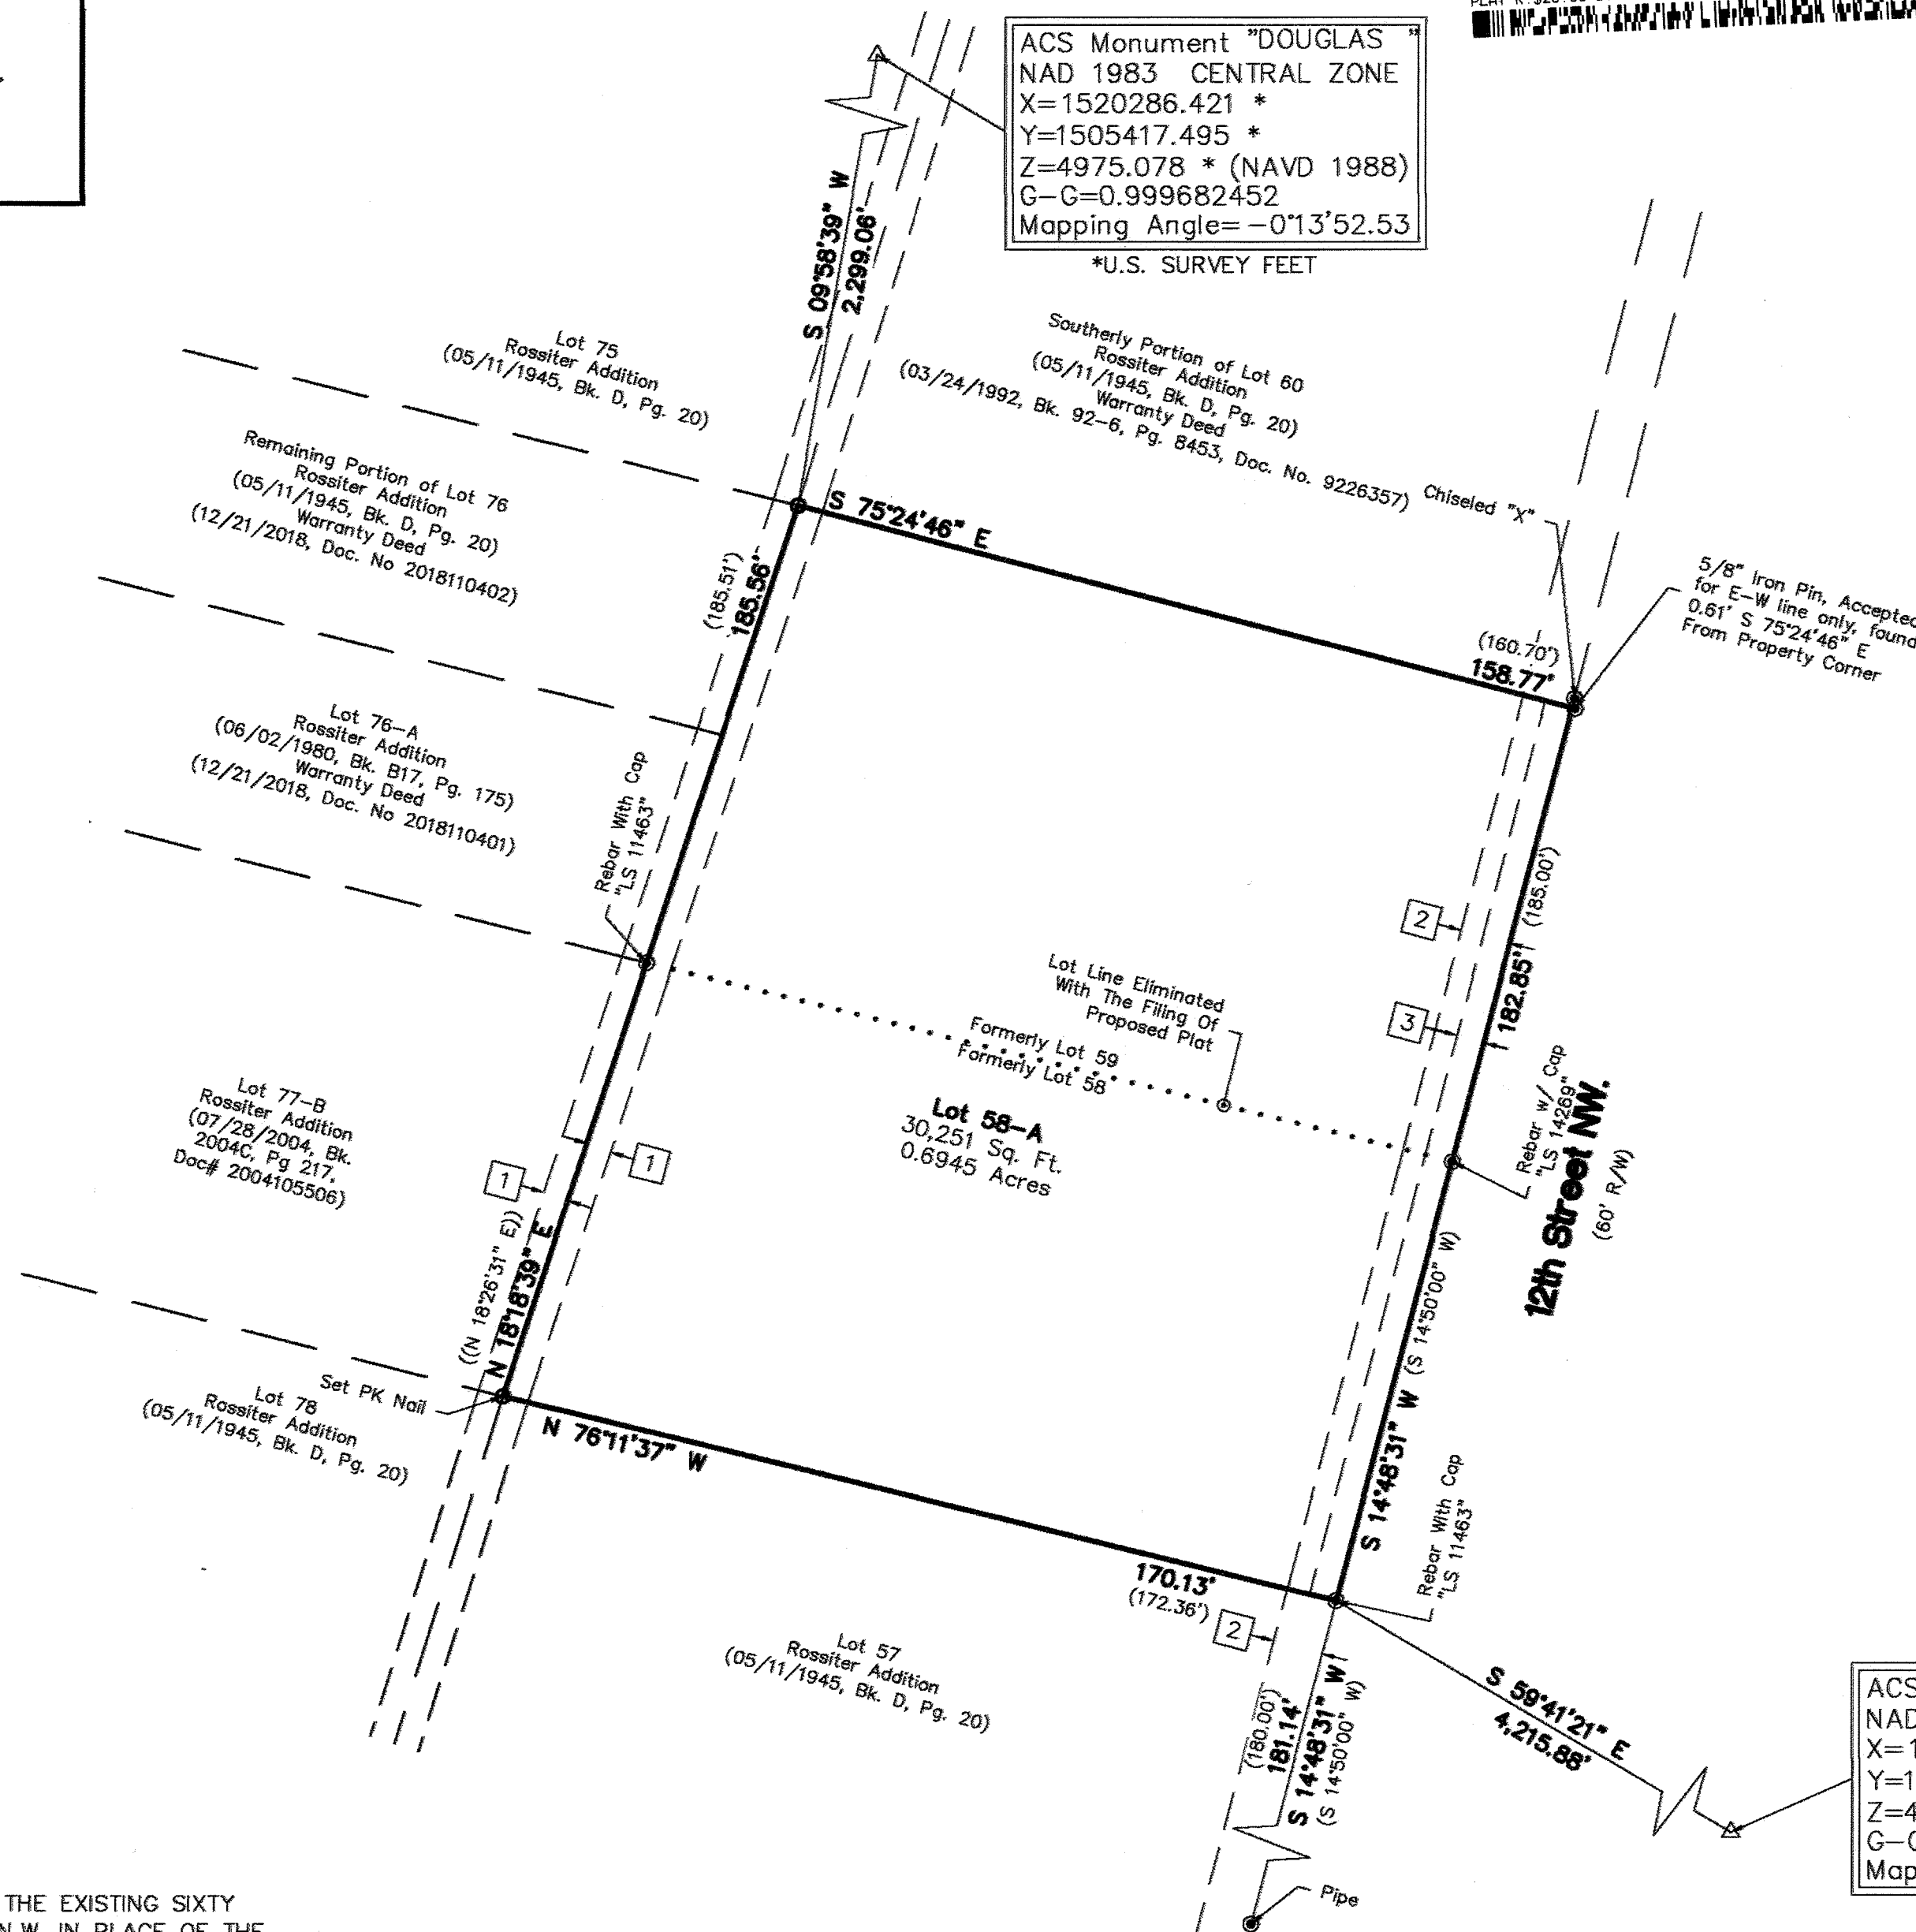 ACS Monument "DOUGLAS "
NAD 1983 CENTRAL ZONE
X=1520286.421 *
Y=1505417.495 *
Z=4975.078 * (NAVD 1988)
G-G=0.999682452
Mapping Angle= -0°13'52.53
*U.S. SURVEY FEET
S 09°58'39" W
2,299.06'
Lot 75
Rossiter Addition
(05/11/1945, Bk. D, Pg. 20)
Southerly Portion of Lot 60
Rossiter Addition
(05/11/1945, Bk. D, Pg. 20)
Warranty Deed
(03/24/1992, Bk. 92-6, Pg. 8453, Doc. No. 9226357)
Chiseled "X"
Remaining Portion of Lot 76
Rossiter Addition
(05/11/1945, Bk. D, Pg. 20)
Warranty Deed
(12/21/2018, Doc. No 2018110402)
S 75°24'46" E
(160.70')
158.77'
5/8" Iron Pin, Accepted
for E-W line only, found
0.61' S 75°24'46" E
From Property Corner
(185.51')
185.56'
Lot 76-A
Rossiter Addition
(06/02/1980, Bk. B17, Pg. 175)
Warranty Deed
(12/21/2018, Doc. No 2018110401)
Rebar With Cap
"LS 11463"
2
3
(185.00')
182.85'
Lot Line Eliminated
With The Filing Of
Proposed Plat
Formerly Lot 59
Formerly Lot 58
Lot 58-A
30,251 Sq. Ft.
0.6945 Acres
Rebar w/ Cap
"LS 14269"
12th Street NW.
(60' R/W)
Lot 77-B
Rossiter Addition
(07/28/2004, Bk.
2004C, Pg 217,
Doc# 2004105506)
1
1
((N 18°26'31" E))
N 18°18'39" E
Set PK Nail
Lot 78
Rossiter Addition
(05/11/1945, Bk. D, Pg. 20)
N 76°11'37" W
170.13'
(172.36')
S 14°48'31" W
(S 14°50'00" W)
Rebar With Cap
"LS 11463"
2
Lot 57
Rossiter Addition
(05/11/1945, Bk. D, Pg. 20)
(180.00')
181.14'
S 14°48'31" W
(S 14°50'00" W)
S 59°41'21" E
4,215.88'
ACS
NAD
X=1
Y=1
Z=4
Map
Pipe
THE EXISTING SIXTY
N.W. IN PLACE OF THE